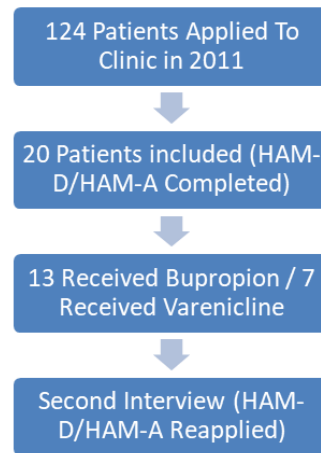 124 Patients Applied To
Clinic in 2011
20 Patients included (HAM-
D/HAM-A Completed)
13 Received Bupropion / 7
Received Varenicline
Second Interview (HAM-
D/HAM-A Reapplied)